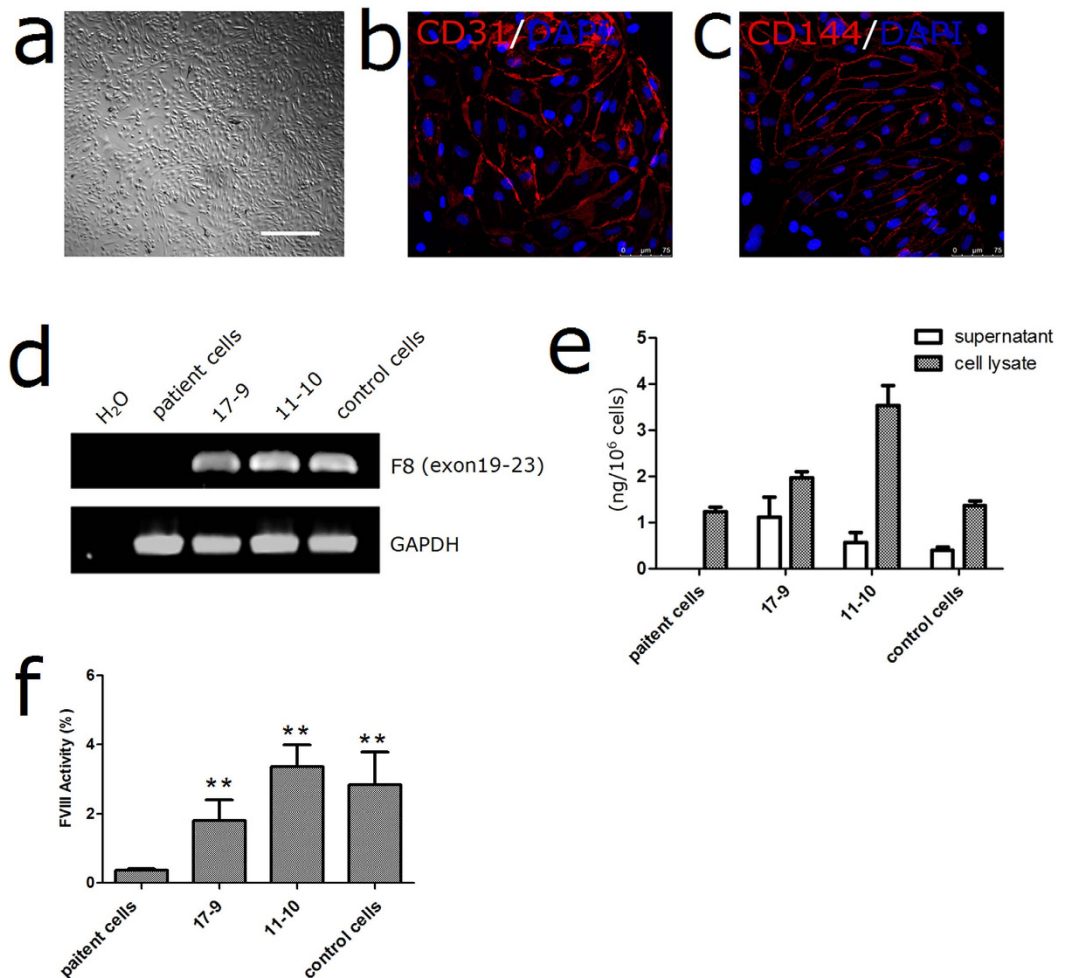 a
b
CD31/DAPI
0 µm 75
c
CD144/DAPI
0 µm 75
d
H₂O
patient cells
17-9
11-10
control cells
F8 (exon19-23)
GAPDH
e
supernatant
cell lysate
(ng/10⁶ cells)
5
4
3
2
1
0
paitent cells
17-9
11-10
control cells
f
FVIII Activity (%)
6
4
2
0
**
**
**
paitent cells
17-9
11-10
control cells